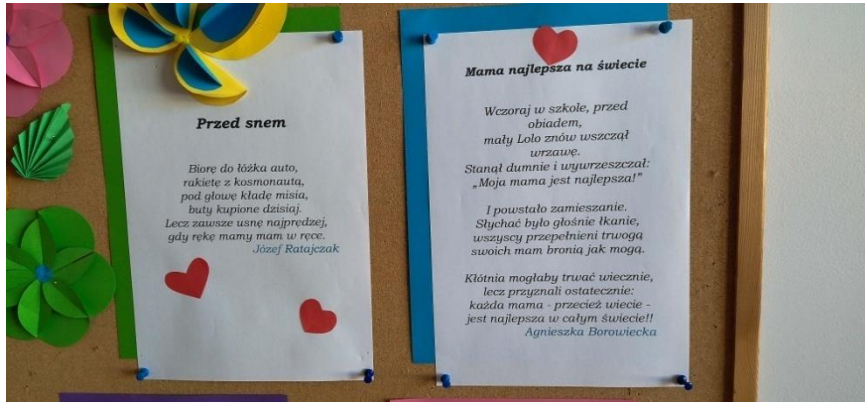 Przed snem
Biorę do łóżka auto,
rakietę z kosmonautą,
pod głowę kładę misia,
buty kupione dzisiaj.
Lecz zawsze usnę najprędzej,
gdy rękę mamy mam w ręce.
Józef Ratajczak
Mama najlepsza na świecie
Wczoraj w szkole, przed
obiadem,
mały Lolo znów wszczął
wrzawę.
Stanął dumnie i wywrzeszczał:
„Moja mama jest najlepsza!”
I powstało zamieszanie.
Słychać było głośnie łkanie,
wszyscy przepełnieni trwogą
swoich mam bronią jak mogą.
Kłótnia mogłaby trwać wiecznie,
lecz przyznali ostatecznie:
każda mama - przecież wiecie -
jest najlepsza w całym świecie!!
Agnieszka Borowiecka